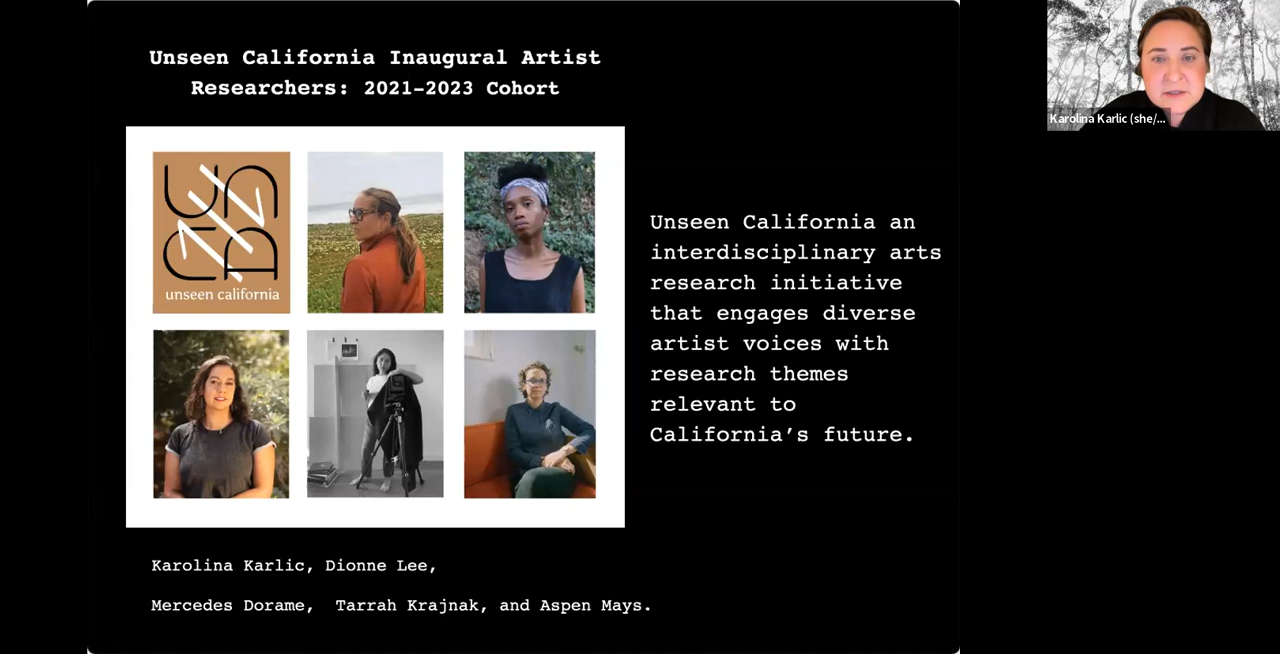 Unseen California Inaugural Artist
Researchers: 2021-2023 Cohort
unseen california
Unseen California an
interdisciplinary arts
research initiative
that engages diverse
artist voices with
research themes
relevant to
California’s future.
Karolina Karlic, Dionne Lee,
Mercedes Dorame, Tarrah Krajnak, and Aspen Mays.
Karolina Karlic (she/...